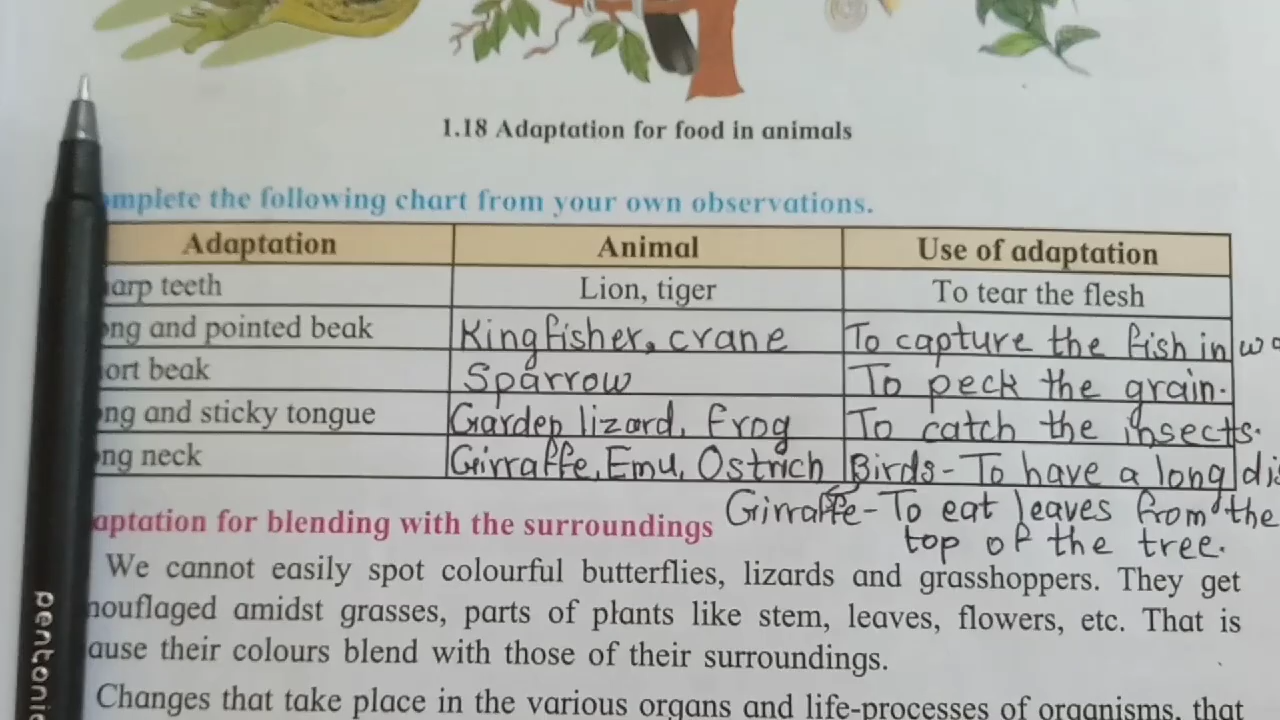 1.18 Adaptation for food in animals
omplete the following chart from your own observations.
Adaptation Animal Use of adaptation
arp teeth Lion, tiger To tear the flesh
ong and pointed beak Kingfisher, crane To capture the fish in wa
ort beak Sparrow To peck the grain.
ong and sticky tongue Garden lizard, frog To catch the insects.
ong neck Girraffe, Emu, Ostrich Birds - To have a long dis
Girraffe - To eat leaves from the
top of the tree.
aptation for blending with the surroundings
We cannot easily spot colourful butterflies, lizards and grasshoppers. They get
nouflaged amidst grasses, parts of plants like stem, leaves, flowers, etc. That is
ause their colours blend with those of their surroundings.
Changes that take place in the various organs and life-processes of organisms, that
pentonic